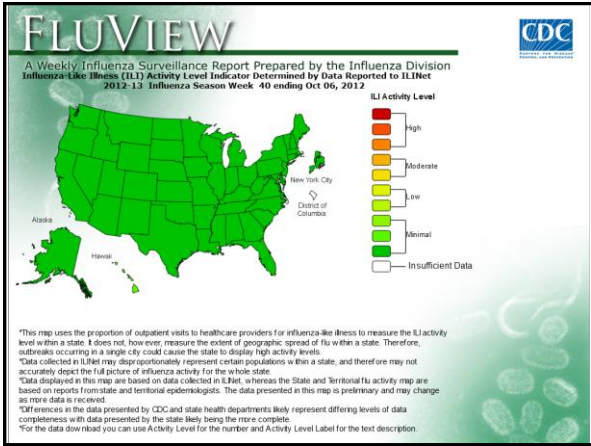 FLUVIEW
CDC
CENTERS FOR DISEASE
CONTROL AND PREVENTION
A Weekly Influenza Surveillance Report Prepared by the Influenza Division
Influenza-Like Illness (ILI) Activity Level Indicator Determined by Data Reported to ILINet
2012-13 Influenza Season Week 40 ending Oct 06, 2012
ILI Activity Level
High
Moderate
Low
Minimal
Insufficient Data
New York City
District of
Columbia
Alaska
Hawaii
*This map uses the proportion of outpatient visits to healthcare providers for influenza-like illness to measure the ILI activity
level within a state. It does not, however, measure the extent of geographic spread of flu within a state. Therefore,
outbreaks occurring in a single city could cause the state to display high activity levels.
*Data collected in ILINet may disproportionately represent certain populations within a state, and therefore may not
accurately depict the full picture of influenza activity for the whole state.
*Data displayed in this map are based on data collected in ILINet, whereas the State and Territorial flu activity map are
based on reports from state and territorial epidemiologists. The data presented in this map is preliminary and may change
as more data is received.
*Differences in the data presented by CDC and state health departments likely represent differing levels of data
completeness with data presented by the state likely being the more complete.
*For the data download you can use Activity Level for the number and Activity Level Label for the text description.